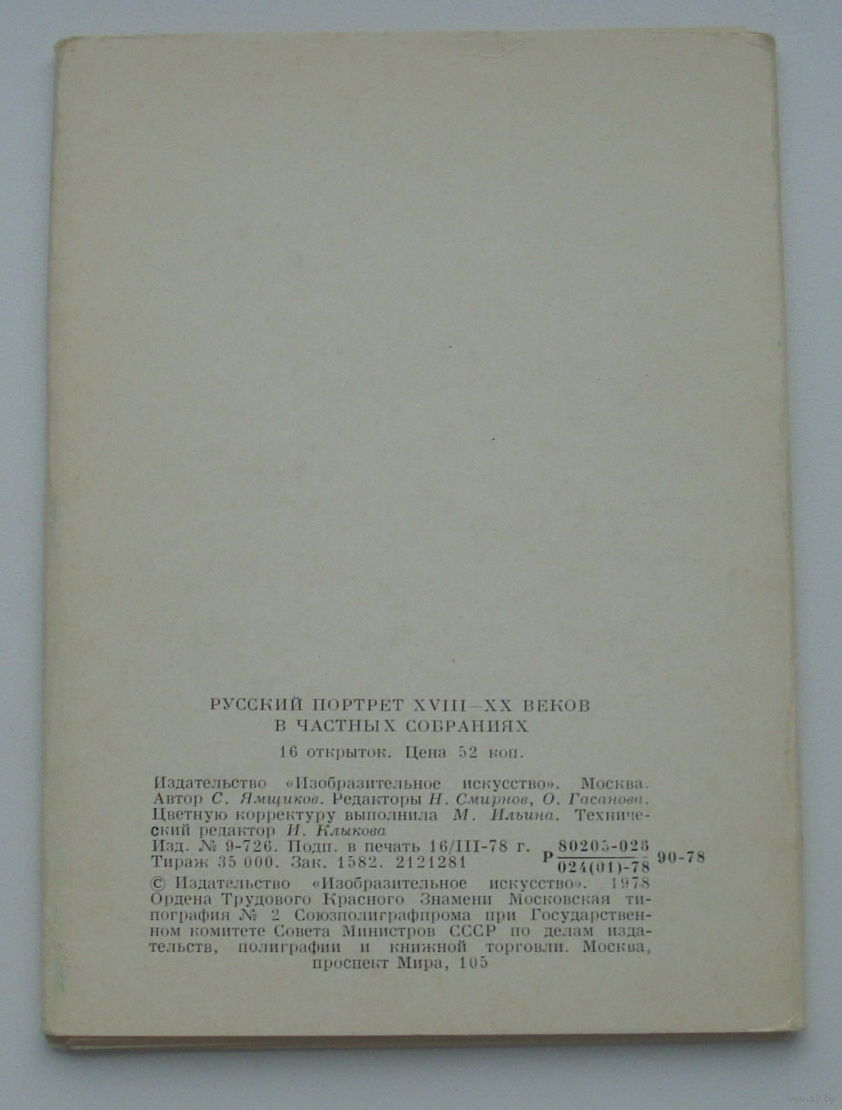 РУССКИЙ ПОРТРЕТ XVIII—XX ВЕКОВ
В ЧАСТНЫХ СОБРАНИЯХ
16 открыток. Цена 52 коп.
Издательство «Изобразительное искусство». Москва.
Автор С. Ямщиков. Редакторы Н. Смирнов, О. Гасанова.
Цветную корректуру выполнила М. Ильина. Техниче-
ский редактор И. Клыкова
Изд. № 9-726. Подп. в печать 16/III-78 г.
Тираж 35 000. Зак. 1582. 2121281
Р 80205-026
024(01)-78 90-78
© Издательство «Изобразительное искусство». 1978
Ордена Трудового Красного Знамени Московская ти-
пография № 2 Союзполиграфпрома при Государствен-
ном комитете Совета Министров СССР по делам изда-
тельств, полиграфии и книжной торговли. Москва,
проспект Мира, 105
www.ay.by